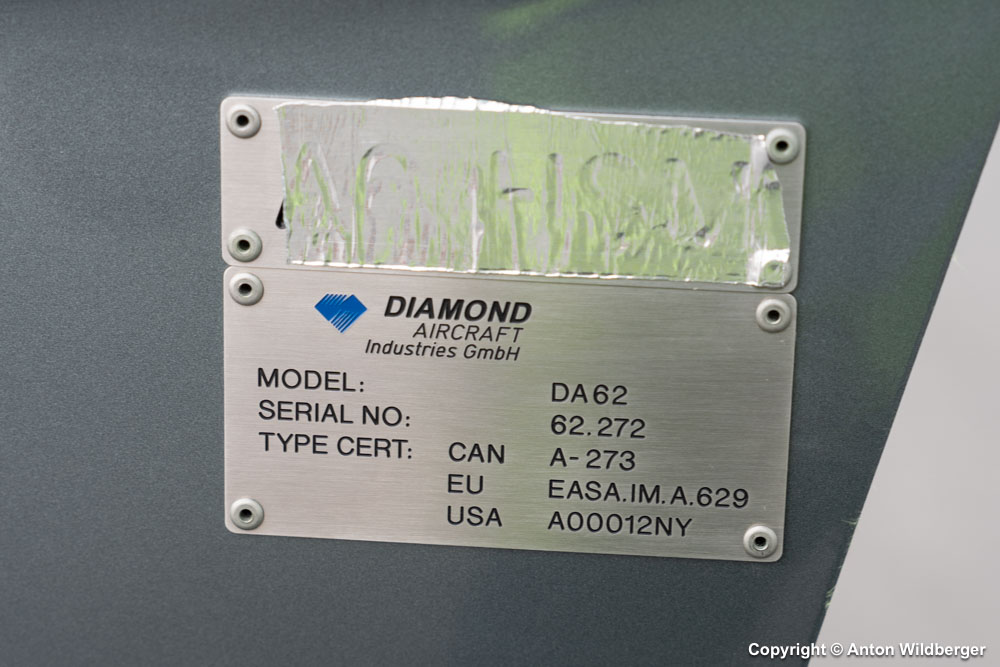 DIAMOND
AIRCRAFT
Industries GmbH
MODEL: DA62
SERIAL NO: 62.272
TYPE CERT: CAN A-273
EU EASA.IM.A.629
USA A00012NY
Copyright © Anton Wildberger